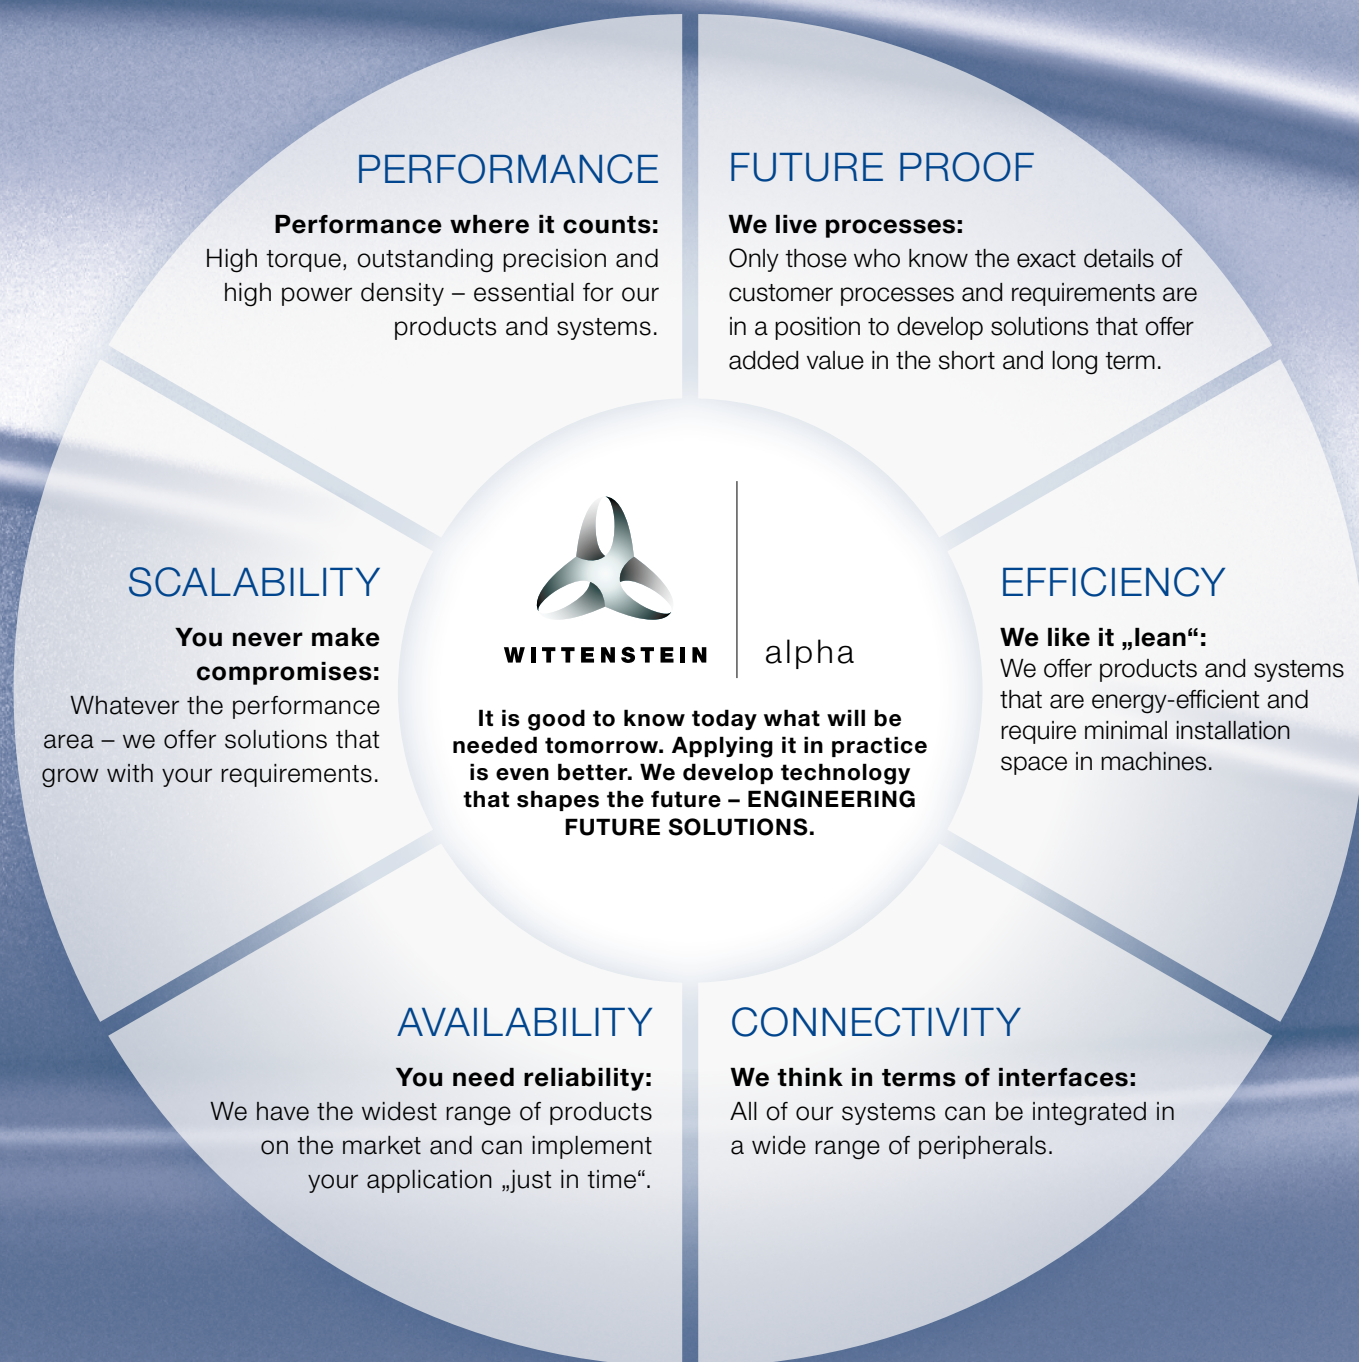 PERFORMANCE
Performance where it counts:
High torque, outstanding precision and
high power density – essential for our
products and systems.
FUTURE PROOF
We live processes:
Only those who know the exact details of
customer processes and requirements are
in a position to develop solutions that offer
added value in the short and long term.
SCALABILITY
You never make
compromises:
Whatever the performance
area – we offer solutions that
grow with your requirements.
WITTENSTEIN
alpha
It is good to know today what will be
needed tomorrow. Applying it in practice
is even better. We develop technology
that shapes the future – ENGINEERING
FUTURE SOLUTIONS.
EFFICIENCY
We like it „lean“:
We offer products and systems
that are energy-efficient and
require minimal installation
space in machines.
AVAILABILITY
You need reliability:
We have the widest range of products
on the market and can implement
your application „just in time“.
CONNECTIVITY
We think in terms of interfaces:
All of our systems can be integrated in
a wide range of peripherals.